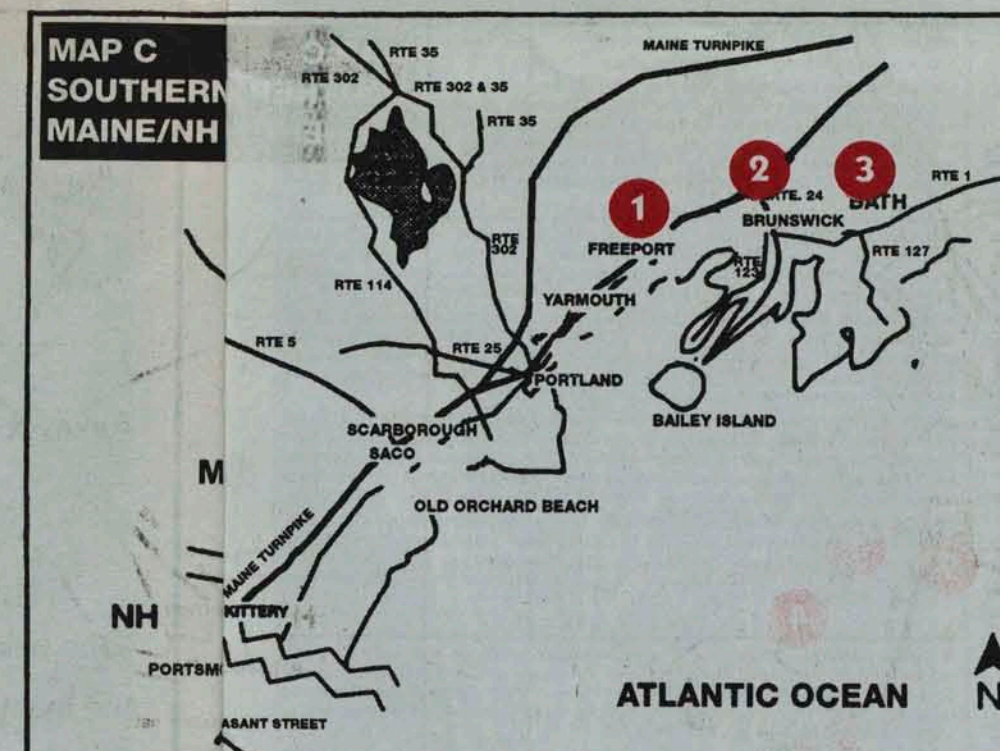 MAP C
SOUTHERN
MAINE/NH
RTE 35
RTE 302
RTE 302 & 35
RTE 35
MAINE TURNPIKE
1
2
3
RTE. 24
BATH
RTE 1
BRUNSWICK
FREEPORT
RTE
302
RTE
123
RTE 127
RTE 114
YARMOUTH
RTE 5
RTE 25
PORTLAND
BAILEY ISLAND
SCARBOROUGH
SACO
M
OLD ORCHARD BEACH
MAINE TURNPIKE
NH
KITTERY
PORTSM
ATLANTIC OCEAN
N
ASANT STREET